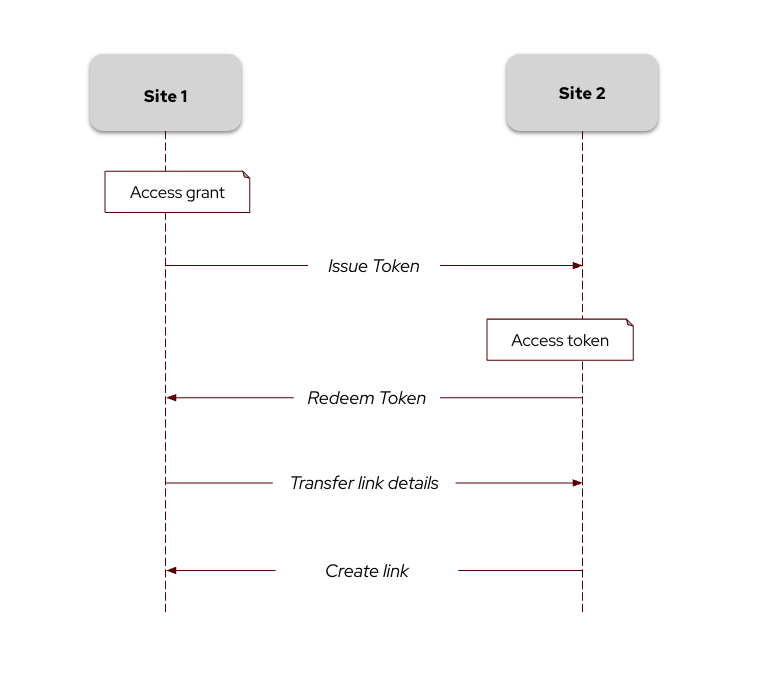 Site 1
Site 2
Access grant
Issue Token
Access token
Redeem Token
Transfer link details
Create link